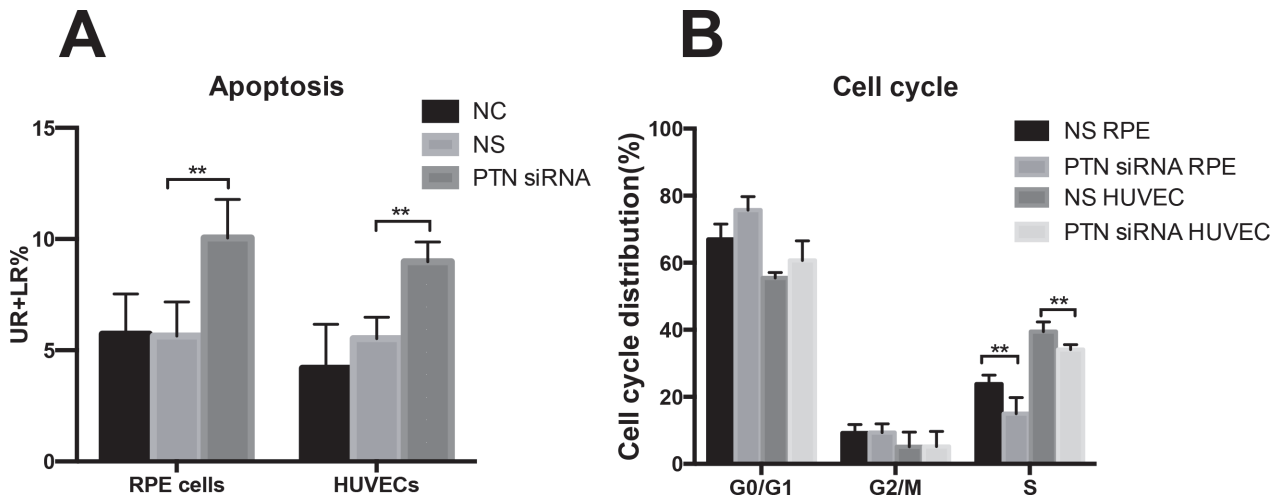 A
Apoptosis
NC
NS
PTN siRNA
UR+LR%
15
10
5
0
**
**
RPE cells
HUVECs
B
Cell cycle
NS RPE
PTN siRNA RPE
NS HUVEC
PTN siRNA HUVEC
Cell cycle distribution(%)
100
80
60
40
20
0
**
**
G0/G1
G2/M
S